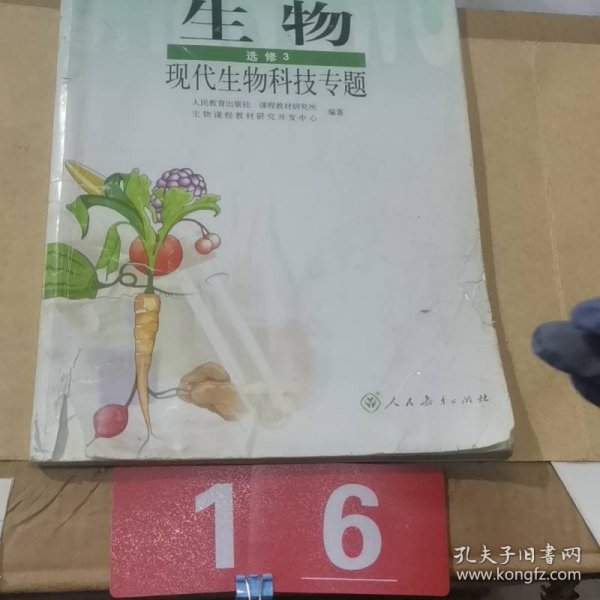 生物
选修 3
现代生物科技专题
人民教育出版社 课程教材研究所
生物课程教材研究开发中心 编著
人民教育出版社
1 6
孔夫子旧书网
www.kongfz.com